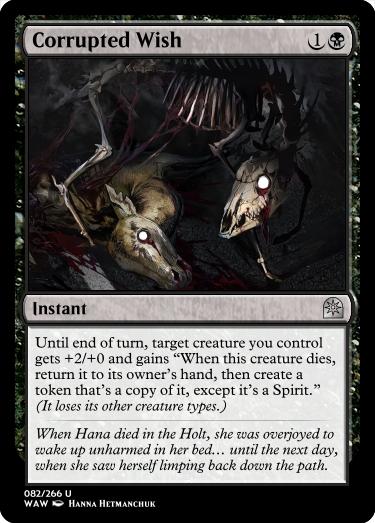 Corrupted Wish 1
Instant
Until end of turn, target creature you control
gets +2/+0 and gains “When this creature dies,
return it to its owner’s hand, then create a
token that’s a copy of it, except it’s a Spirit.”
(It loses its other creature types.)
When Hana died in the Holt, she was overjoyed to
wake up unharmed in her bed… until the next day,
when she saw herself limping back down the path.
082/266 U
WAW Hanna Hetmanchuk